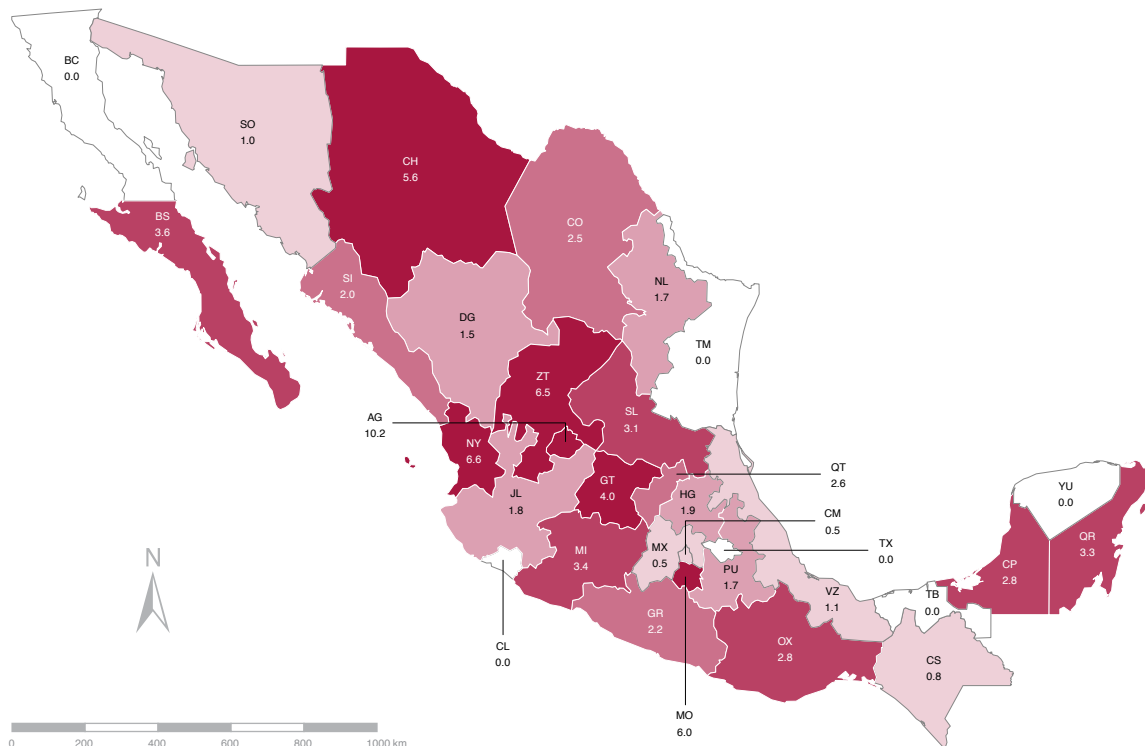 BC
0.0
SO
1.0
CH
5.6
BS
3.6
CO
2.5
SI
2.0
NL
1.7
DG
1.5
TM
0.0
ZT
6.5
SL
3.1
AG
10.2
NY
6.6
QT
2.6
GT
4.0
HG
1.9
YU
0.0
JL
1.8
CM
0.5
QR
3.3
MI
3.4
MX
0.5
TX
0.0
CP
2.8
PU
1.7
N
VZ
1.1
TB
0.0
GR
2.2
OX
2.8
CL
0.0
CS
0.8
MO
6.0
0 200 400 600 800 1000 km